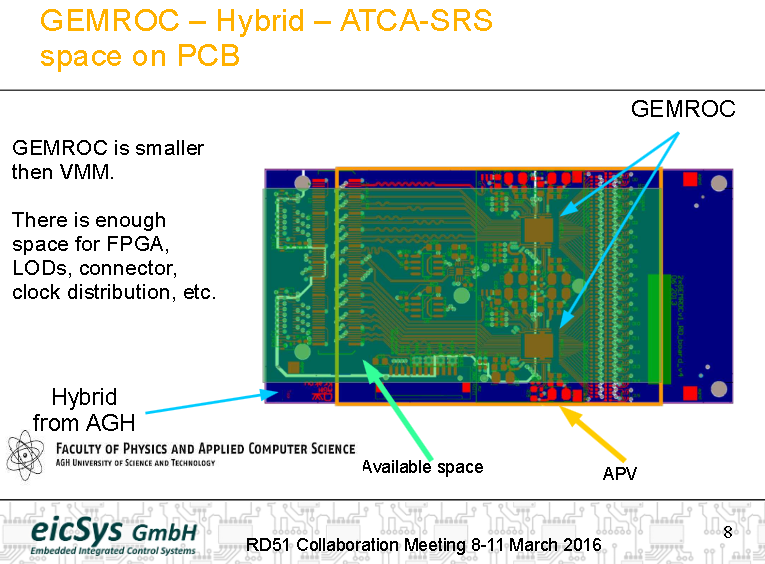 GEMROC – Hybrid – ATCA-SRS
space on PCB
GEMROC
GEMROC is smaller
then VMM.
There is enough
space for FPGA,
LODs, connector,
clock distribution, etc.
Hybrid
from AGH
FACULTY OF PHYSICS AND APPLIED COMPUTER SCIENCE
AGH UNIVERSITY OF SCIENCE AND TECHNOLOGY
Available space
APV
eicSys GmbH
Embedded Integrated Control Systems
RD51 Collaboration Meeting 8-11 March 2016
8